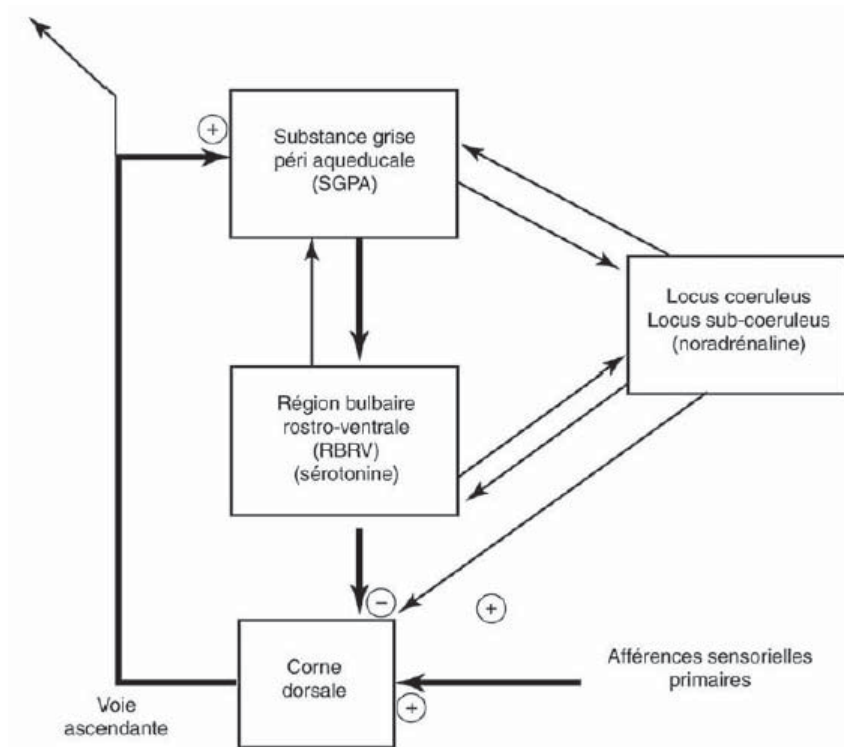 +
Substance grise
péri aqueducale
(SGPA)
Locus coeruleus
Locus sub-coeruleus
(noradrénaline)
Région bulbaire
rostro-ventrale
(RBRV)
(sérotonine)
−
+
Corne
dorsale
Afférences sensorielles
primaires
+
Voie
ascendante